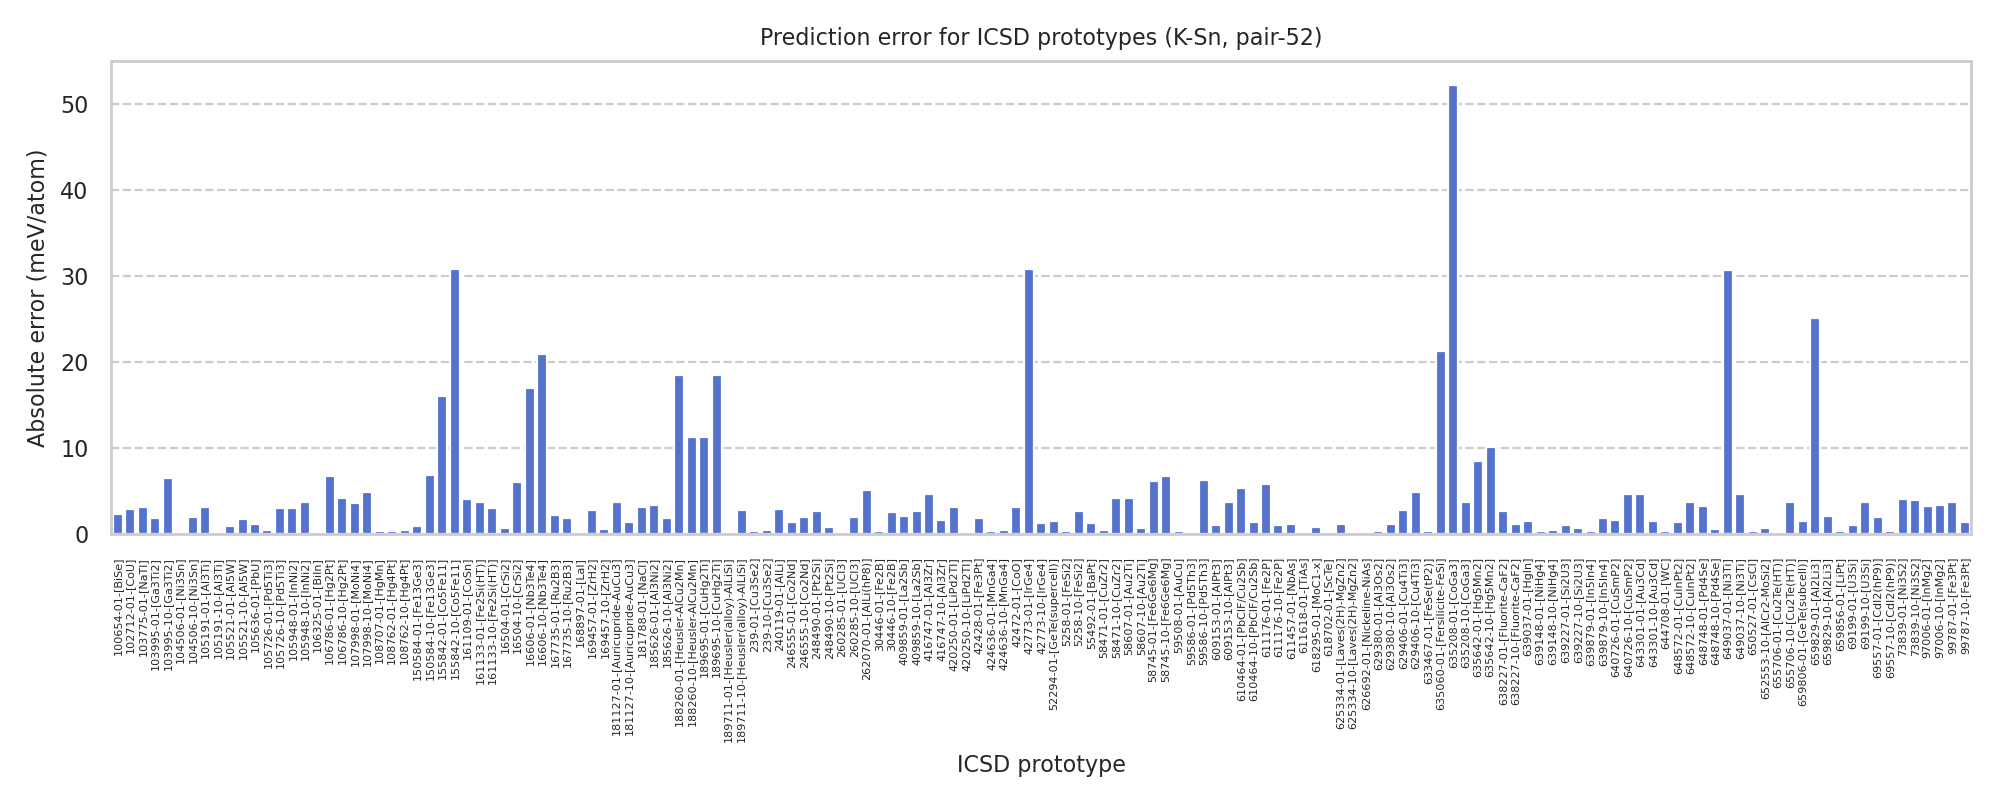 Prediction error for ICSD prototypes (K-Sn, pair-52)
Absolute error (meV/atom)
50
40
30
20
10
0
100654-01-[BiSe]
102712-01-[CoU]
103775-01-[NaTl]
103995-01-[Ga3Ti2]
103995-10-[Ga3Ti2]
104506-01-[Ni3Sn]
104506-10-[Ni3Sn]
105191-01-[Al3Ti]
105191-10-[Al3Ti]
105521-01-[Al5W]
105521-10-[Al5W]
105636-01-[PbU]
105726-01-[Pd5Ti3]
105726-10-[Pd5Ti3]
105948-01-[InNi2]
105948-10-[InNi2]
106325-01-[BiIn]
106786-01-[Hg2Pt]
106786-10-[Hg2Pt]
107998-01-[MoNi4]
107998-10-[MoNi4]
108707-01-[HgMn]
108762-01-[Hg4Pt]
108762-10-[Hg4Pt]
150584-01-[Fe13Ge3]
150584-10-[Fe13Ge3]
155842-01-[Co5Fe11]
155842-10-[Co5Fe11]
161109-01-[CoSn]
161133-01-[Fe2Si(HT)]
161133-10-[Fe2Si(HT)]
16504-01-[CrSi2]
16504-10-[CrSi2]
16606-01-[Nb3Te4]
16606-10-[Nb3Te4]
167735-01-[Ru2B3]
167735-10-[Ru2B3]
168897-01-[LaI]
169457-01-[ZrH2]
169457-10-[ZrH2]
181127-01-[Auricupride-AuCu3]
181127-10-[Auricupride-AuCu3]
181788-01-[NaCl]
185626-01-[Al3Ni2]
185626-10-[Al3Ni2]
188260-01-[Heusler-AlCu2Mn]
188260-10-[Heusler-AlCu2Mn]
189695-01-[CuHg2Ti]
189695-10-[CuHg2Ti]
189711-01-[Heusler(alloy)-AlLiSi]
189711-10-[Heusler(alloy)-AlLiSi]
239-01-[Cu3Se2]
239-10-[Cu3Se2]
240119-01-[AlLi]
246555-01-[Co2Nd]
246555-10-[Co2Nd]
248490-01-[Pt2Si]
248490-10-[Pt2Si]
260285-01-[UCl3]
260285-10-[UCl3]
262070-01-[AlLi(hP8)]
30446-01-[Fe2B]
30446-10-[Fe2B]
409859-01-[La2Sb]
409859-10-[La2Sb]
416747-01-[Al3Zr]
416747-10-[Al3Zr]
420250-01-[LiPd2Tl]
420250-10-[LiPd2Tl]
42428-01-[Fe3Pt]
424636-01-[MnGa4]
424636-10-[MnGa4]
42472-01-[CoO]
42773-01-[IrGe4]
42773-10-[IrGe4]
52294-01-[GeTe(supercell)]
5258-01-[FeSi2]
5258-10-[FeSi2]
55492-01-[BaPt]
58471-01-[CuZr2]
58471-10-[CuZr2]
58607-01-[Au2Ti]
58607-10-[Au2Ti]
58745-01-[Fe6Ge6Mg]
58745-10-[Fe6Ge6Mg]
59508-01-[AuCu]
59586-01-[Pd5Th3]
59586-10-[Pd5Th3]
609153-01-[AlPt3]
609153-10-[AlPt3]
610464-01-[PbClF/Cu2Sb]
610464-10-[PbClF/Cu2Sb]
611176-01-[Fe2P]
611176-10-[Fe2P]
611457-01-[NbAs]
611618-01-[TiAs]
618295-01-[MoC1-x]
618702-01-[ScTe]
625334-01-[Laves(2H)-MgZn2]
625334-10-[Laves(2H)-MgZn2]
626692-01-[Nickeline-NiAs]
629380-01-[Al3Os2]
629380-10-[Al3Os2]
629406-01-[Cu4Ti3]
629406-10-[Cu4Ti3]
633467-01-[FeSe(tP2)]
635060-01-[Fersilicite-FeSi]
635208-01-[CoGa3]
635208-10-[CoGa3]
635642-01-[Hg5Mn2]
635642-10-[Hg5Mn2]
638227-01-[Fluorite-CaF2]
638227-10-[Fluorite-CaF2]
639037-01-[HgIn]
639148-01-[NiHg4]
639148-10-[NiHg4]
639227-01-[Si2U3]
639227-10-[Si2U3]
639879-01-[In5In4]
639879-10-[In5In4]
640726-01-[CuSmP2]
640726-10-[CuSmP2]
643301-01-[Au3Cd]
643301-10-[Au3Cd]
644708-01-[WC]
648572-01-[CuInPt2]
648572-10-[CuInPt2]
648748-01-[Pd4Se]
648748-10-[Pd4Se]
649037-01-[Ni3Ti]
649037-10-[Ni3Ti]
650527-01-[CsCl]
652553-10-[AlCr2-MoSi2]
655706-01-[Cu2Te(HT)]
655706-10-[Cu2Te(HT)]
659806-01-[GeTe(subcell)]
659829-01-[Al2Li3]
659829-10-[Al2Li3]
659856-01-[LiPt]
69199-01-[U3Si]
69199-10-[U3Si]
69557-01-[CdI2(hP9)]
69557-10-[CdI2(hP9)]
73839-01-[Ni3S2]
73839-10-[Ni3S2]
97006-01-[InMg2]
97006-10-[InMg2]
99787-01-[Fe3Pt]
99787-10-[Fe3Pt]
ICSD prototype